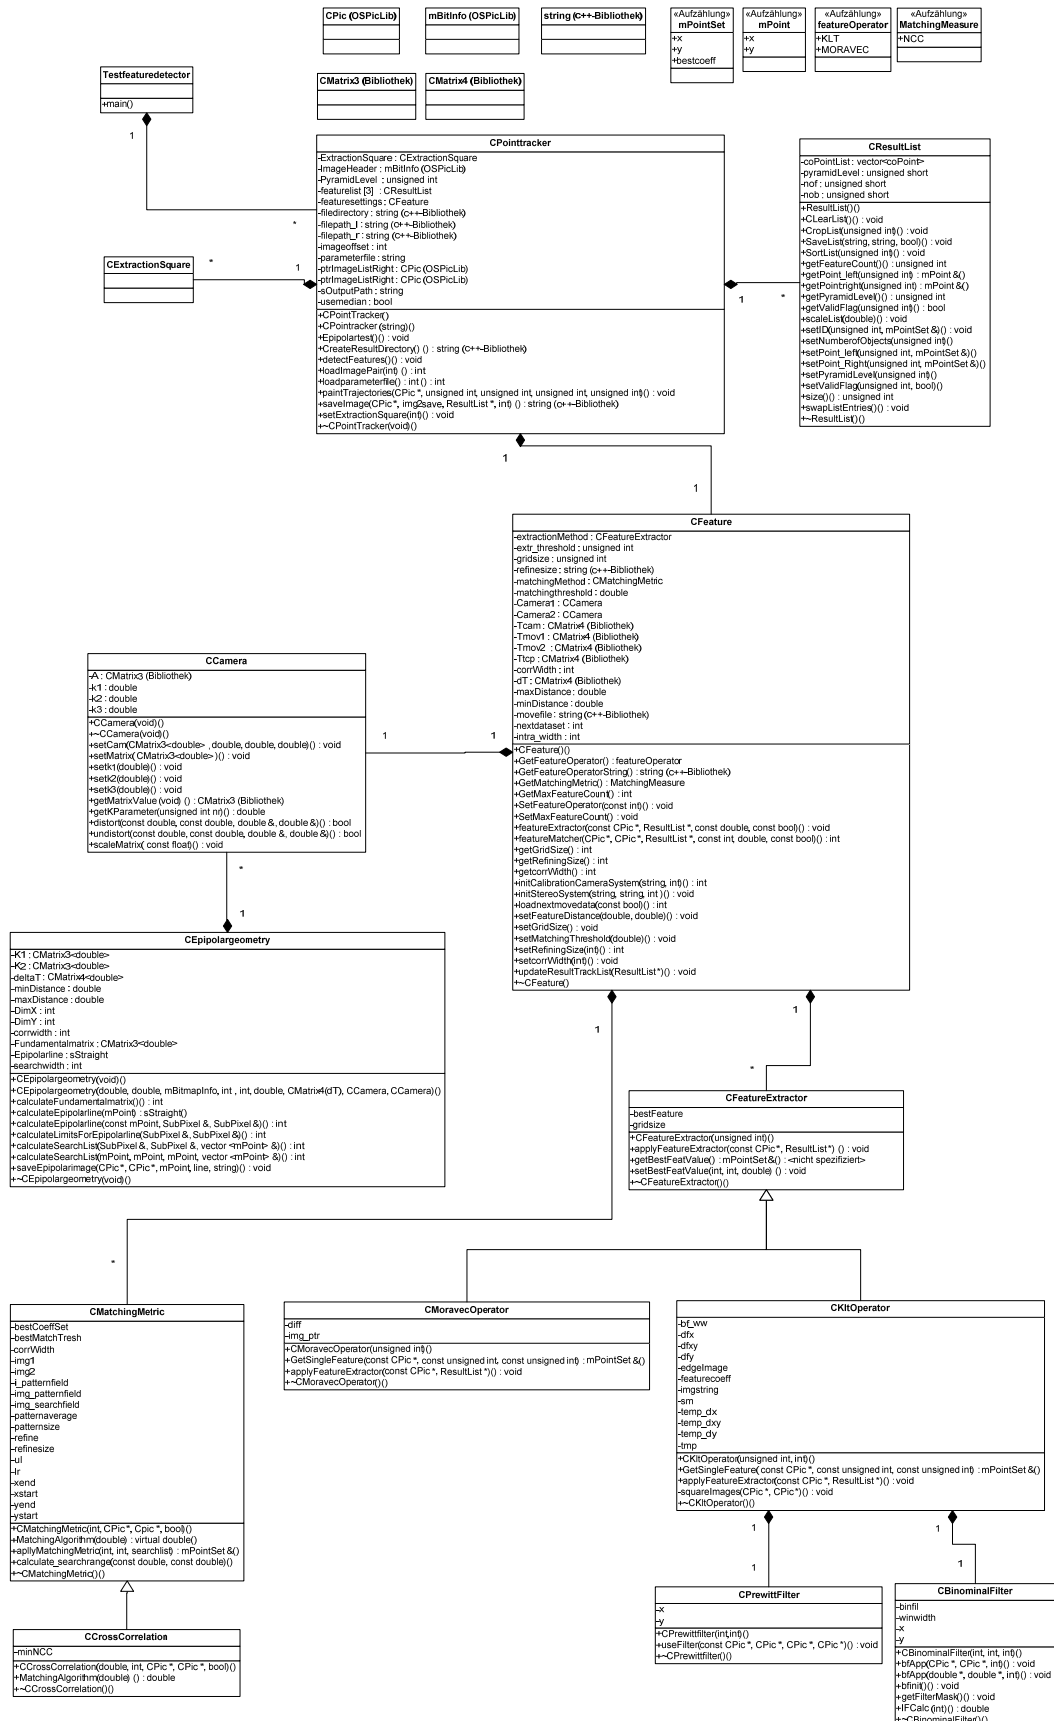 CPic (OSPicLib)
mBitInfo (OSPicLib)
string (c++-Bibliothek)
«Aufzählung»
mPointSet
+x
+y
+bestcoeff
«Aufzählung»
mPoint
+x
+y
«Aufzählung»
featureOperator
+KLT
+MORAVEC
«Aufzählung»
MatchingMeasure
+NCC
CMatrix3 (Bibliothek)
CMatrix4 (Bibliothek)
Testfeaturedetector
+main()
1
*
CExtractionSquare
*
1
CPointtracker
-ExtractionSquare : CExtractionSquare
-ImageHeader : mBitInfo (OSPicLib)
-PyramidLevel : unsigned int
-featurelist [3] : CResultList
-featuresettings : CFeature
-filedirectory : string (c++-Bibliothek)
-filepath_l : string (c++-Bibliothek)
-filepath_r : string (c++-Bibliothek)
-imageoffset : int
-parameterfile : string
-ptrImageListRight : CPic (OSPicLib)
-ptrImageListRight : CPic (OSPicLib)
-sOutputPath : string
-usemedian : bool
+CPointTracker()
+CPointracker (string)()
+Epipolartest() () : void
+CreateResultDirectory() () : string (c++-Bibliothek)
+detectFeatures()() : void
+loadImagePair(int) () : int
+loadparameterfile() : int () : int
+paintTrajectories(CPic *, unsigned int, unsigned int, unsigned int, unsigned int)() : void
+saveImage(CPic *, img2save, ResultList *, int) () : string (c++-Bibliothek)
+setExtractionSquare(int)() : void
+~CPointTracker(void)()
1
*
CResultList
-coPointList : vector<coPoint>
-pyramidLevel : unsigned short
-nof : unsigned short
-nob : unsigned short
+ResultList()()
+CLearList()() : void
+CropList(unsigned int)() : void
+SaveList(string, string, bool)() : void
+SortList(unsigned int)() : void
+getFeatureCount()() : unsigned int
+getPoint_left(unsigned int) : mPoint &()
+getPointright(unsigned int) : mPoint &()
+getPyramidLevel()() : unsigned int
+getValidFlag(unsigned int)() : bool
+scaleList(double)() : void
+setID(unsigned int, mPointSet &)() : void
+setNumberofObjects(unsigned int)()
+setPoint_left(unsigned int, mPointSet &)()
+setPoint_Right(unsigned int, mPointSet &)()
+setPyramidLevel(unsigned int)()
+setValidFlag(unsigned int, bool)()
+size()() : unsigned int
+swapListEntries()() : void
+~ResultList()()
1
1
CFeature
-extractionMethod : CFeatureExtractor
-extr_threshold : unsigned int
-gridsize : unsigned int
-refinesize : string (c++-Bibliothek)
-matchingMethod : CMatchingMetric
-matchingthreshold : double
-Camera1 : CCamera
-Camera2 : CCamera
-Tcam : CMatrix4 (Bibliothek)
-Tmov1 : CMatrix4 (Bibliothek)
-Tmov2 : CMatrix4 (Bibliothek)
-Ttcp : CMatrix4 (Bibliothek)
-corrWidth : int
-dT : CMatrix4 (Bibliothek)
-maxDistance : double
-minDistance : double
-movefile : string (c++-Bibliothek)
-nextdataset : int
-intra_width : int
+CFeature()()
+GetFeatureOperator() : featureOperator
+GetFeatureOperatorString() : string (c++-Bibliothek)
+GetMatchingMetric() : MatchingMeasure
+GetMaxFeatureCount() : int
+SetFeatureOperator(const int)() : void
+SetMaxFeatureCount() : void
+featureExtractor(const CPic *, ResultList *, const double, const bool)() : void
+featureMatcher(CPic *, CPic *, ResultList *, const int, double, const bool)() : int
+getGridSize() : int
+getRefiningSize() : int
+getcorrWidth() : int
+initCalibrationCameraSystem(string, int)() : int
+initStereoSystem(string, string, int )() : void
+loadnextmovedata(const bool)() : int
+setFeatureDistance(double, double)() : void
+setGridSize() : void
+setMatchingThreshold(double)() : void
+setRefiningSize(int)() : int
+setcorrWidth(int)() : void
+updateResultTrackList(ResultList *)() : void
+~CFeature()
CCamera
-A : CMatrix3 (Bibliothek)
-k1 : double
-k2 : double
-k3 : double
+CCamera(void)()
+~CCamera(void)()
+setCam(CMatrix3<double> , double, double, double)() : void
+setMatrix( CMatrix3<double> )() : void
+setk1(double)() : void
+setk2(double)() : void
+setk3(double)() : void
+getMatrixValue (void) () : CMatrix3 (Bibliothek)
+getKParameter(unsigned int nr)() : double
+distort(const double, const double, double &, double &)() : bool
+undistort(const double, const double, double &, double &)() : bool
+scaleMatrix( const float)() : void
1
1
*
1
CEpipolargeometry
-K1 : CMatrix3<double>
-K2 : CMatrix3<double>
-deltaT : CMatrix4<double>
-minDistance : double
-maxDistance : double
-DimX : int
-DimY : int
-corrwidth : int
-Fundamentalmatrix : CMatrix3<double>
-Epipolarline : sStraight
-searchwidth : int
+CEpipolargeometry(void)()
+CEpipolargeometry(double, double, mBitmapInfo, int , int, double, CMatrix4(dT), CCamera, CCamera)()
+calculateFundamentalmatrix()() : int
+calculateEpipolarline(mPoint) : sStraight()
+calculateEpipolarline(const mPoint, SubPixel &, SubPixel &)() : int
+calculateLimitsForEpipolarline(SubPixel &, SubPixel &)() : int
+calculateSearchList(SubPixel &, SubPixel &, vector <mPoint> &)() : int
+calculateSearchList(mPoint, mPoint, mPoint, vector <mPoint> &)() : int
+saveEpipolarimage(CPic *, CPic *, mPoint, line, string)() : void
+~CEpipolargeometry(void)()
1
1
*
CFeatureExtractor
-bestFeature
-gridsize
+CFeatureExtractor(unsigned int)()
+applyFeatureExtractor(const CPic *, ResultList *) () : void
+getBestFeatValue() : mPointSet &() : <nicht spezifiziert>
+setBestFeatValue(int, int, double) () : void
+~CFeatureExtractor()()
*
CMatchingMetric
-bestCoeffSet
-bestMatchTresh
-corrWidth
-img1
-img2
-i_patternfield
-img_patternfield
-img_searchfield
-patternaverage
-patternsize
-refine
-refinesize
-ul
-lr
-xend
-xstart
-yend
-ystart
+CMatchingMetric(int, CPic *, Cpic *, bool)()
+MatchingAlgorithm(double) : virtual double()
+apllyMatchingMetric(int, int, searchlist) : mPointSet &()
+calculate_searchrange(const double, const double)()
+~CMatchingMetric()()
CMoravecOperator
-diff
-img_ptr
+CMoravecOperator(unsigned int)()
+GetSingleFeature(const CPic *, const unsigned int, const unsigned int) : mPointSet &()
+applyFeatureExtractor(const CPic *, ResultList *)() : void
+~CMoravecOperator()()
CKltOperator
-bf_ww
-dfx
-dfxy
-dfy
-edgeImage
-featurecoeff
-imgstring
-sm
-temp_dx
-temp_dxy
-temp_dy
-tmp
+CKltOperator(unsigned int, int)()
+GetSingleFeature( const CPic *, const unsigned int, const unsigned int) : mPointSet &()
+applyFeatureExtractor(const CPic *, ResultList *)() : void
-squareImages(CPic *, CPic*)() : void
+~CKltOperator()()
1
1
1
1
CPrewittFilter
-x
-y
+CPrewittfilter(int,int)()
+useFilter(const CPic *, CPic *, CPic *, CPic *)() : void
+~CPrewittfilter()()
CBinominalFilter
-binfil
-winwidth
-x
-y
+CBinominalFilter(int, int, int)()
+bfApp(CPic *, CPic *, int)() : void
+bfApp(double *, double *, int)() : void
+bfinit()() : void
+getFilterMask()() : void
+IFCalc(int)() : double
+~CBinominalFilter()()
CCrossCorrelation
-minNCC
+CCrossCorrelation(double, int, CPic *, CPic *, bool)()
+MatchingAlgorithm(double) () : double
+~CCrossCorrelation()()